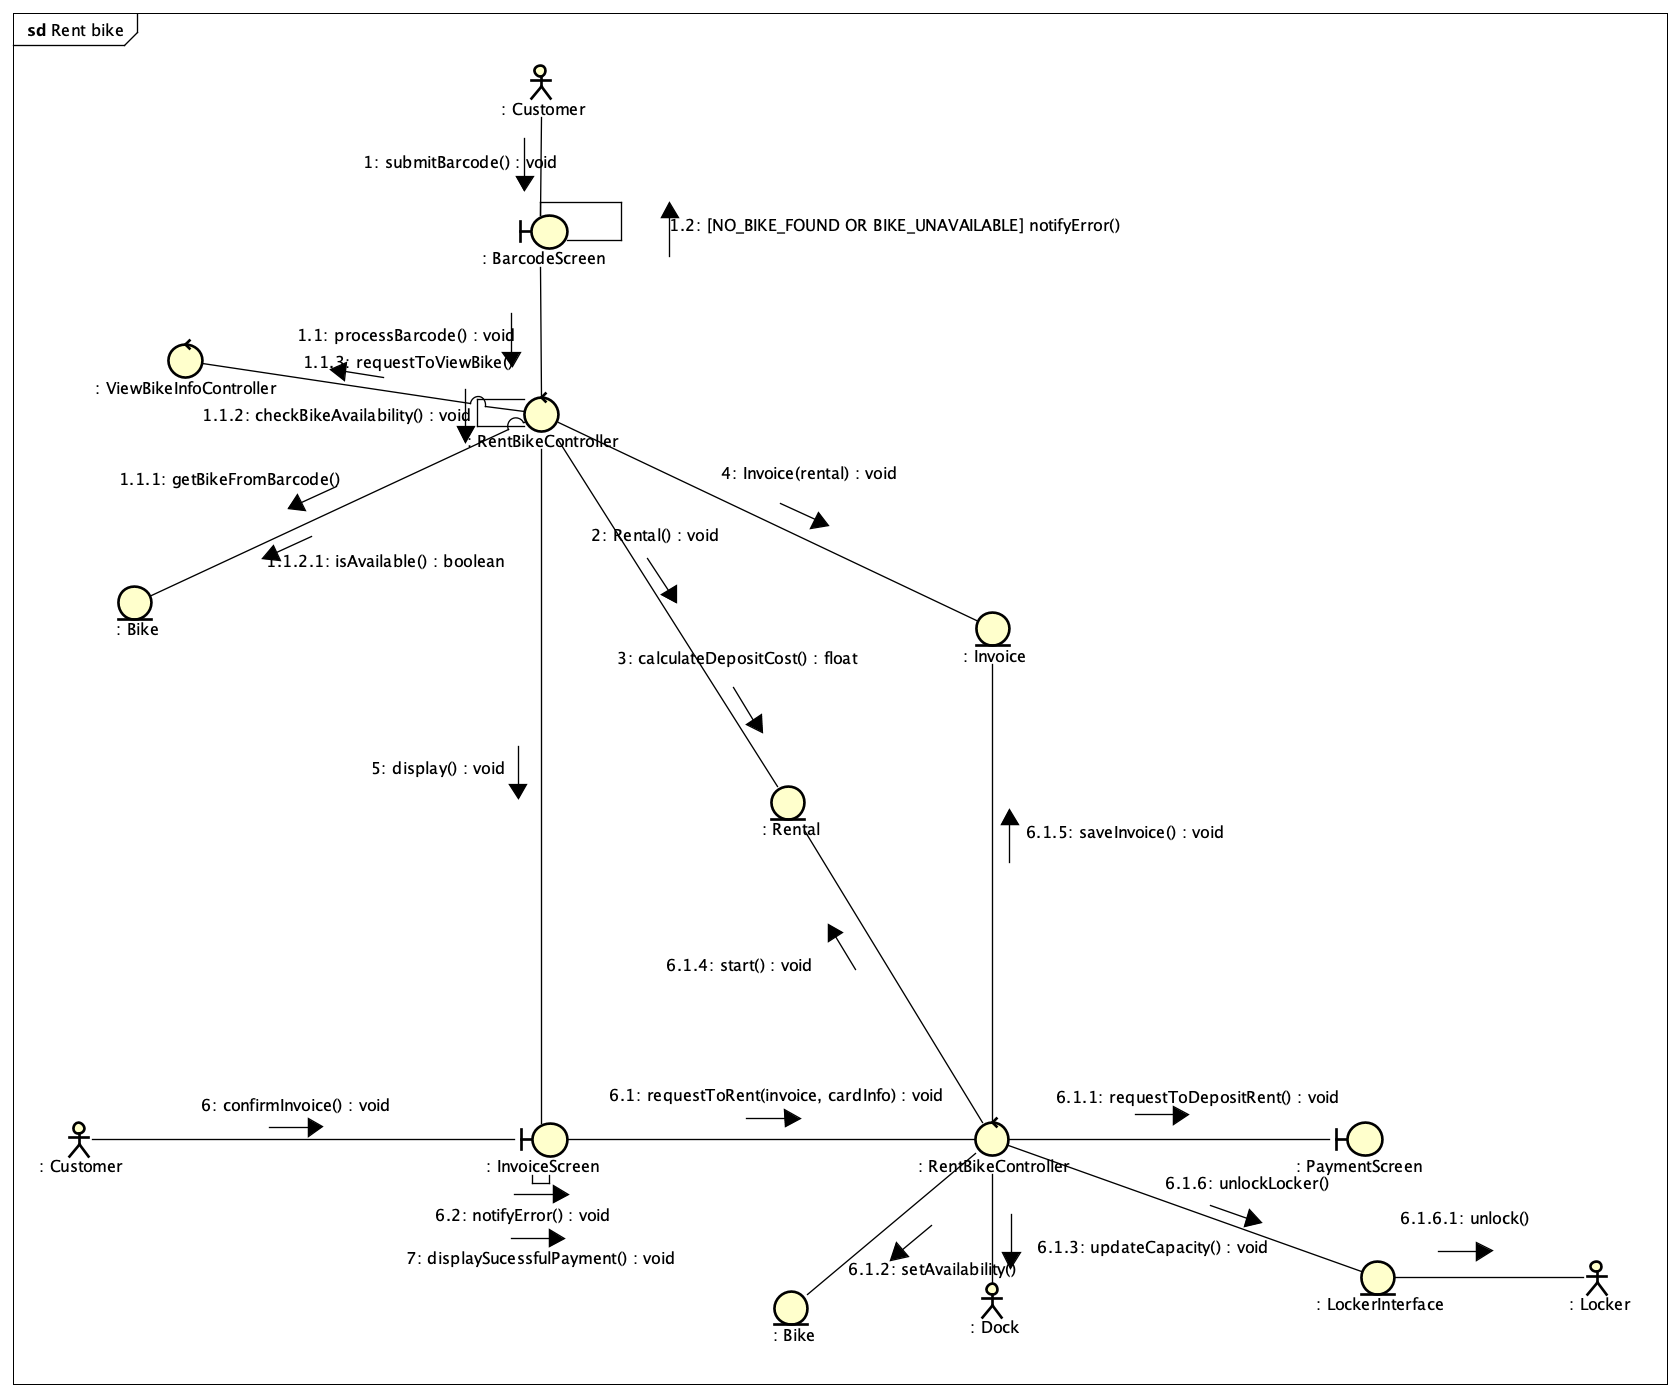 sd Rent bike
: Customer
1: submitBarcode() : void
1.2: [NO_BIKE_FOUND OR BIKE_UNAVAILABLE] notifyError()
: BarcodeScreen
1.1: processBarcode() : void
1.1.3: requestToViewBike()
: ViewBikeInfoController
1.1.2: checkBikeAvailability() : void
: RentBikeController
1.1.1: getBikeFromBarcode()
4: Invoice(rental) : void
2: Rental() : void
1.1.2.1: isAvailable() : boolean
: Bike
3: calculateDepositCost() : float
: Invoice
5: display() : void
: Rental
6.1.5: saveInvoice() : void
6.1.4: start() : void
6: confirmInvoice() : void
6.1: requestToRent(invoice, cardInfo) : void
6.1.1: requestToDepositRent() : void
: Customer
: InvoiceScreen
: RentBikeController
: PaymentScreen
6.1.6: unlockLocker()
6.2: notifyError() : void
6.1.6.1: unlock()
7: displaySucessfulPayment() : void
6.1.3: updateCapacity() : void
6.1.2: setAvailability()
: LockerInterface
: Locker
: Bike
: Dock